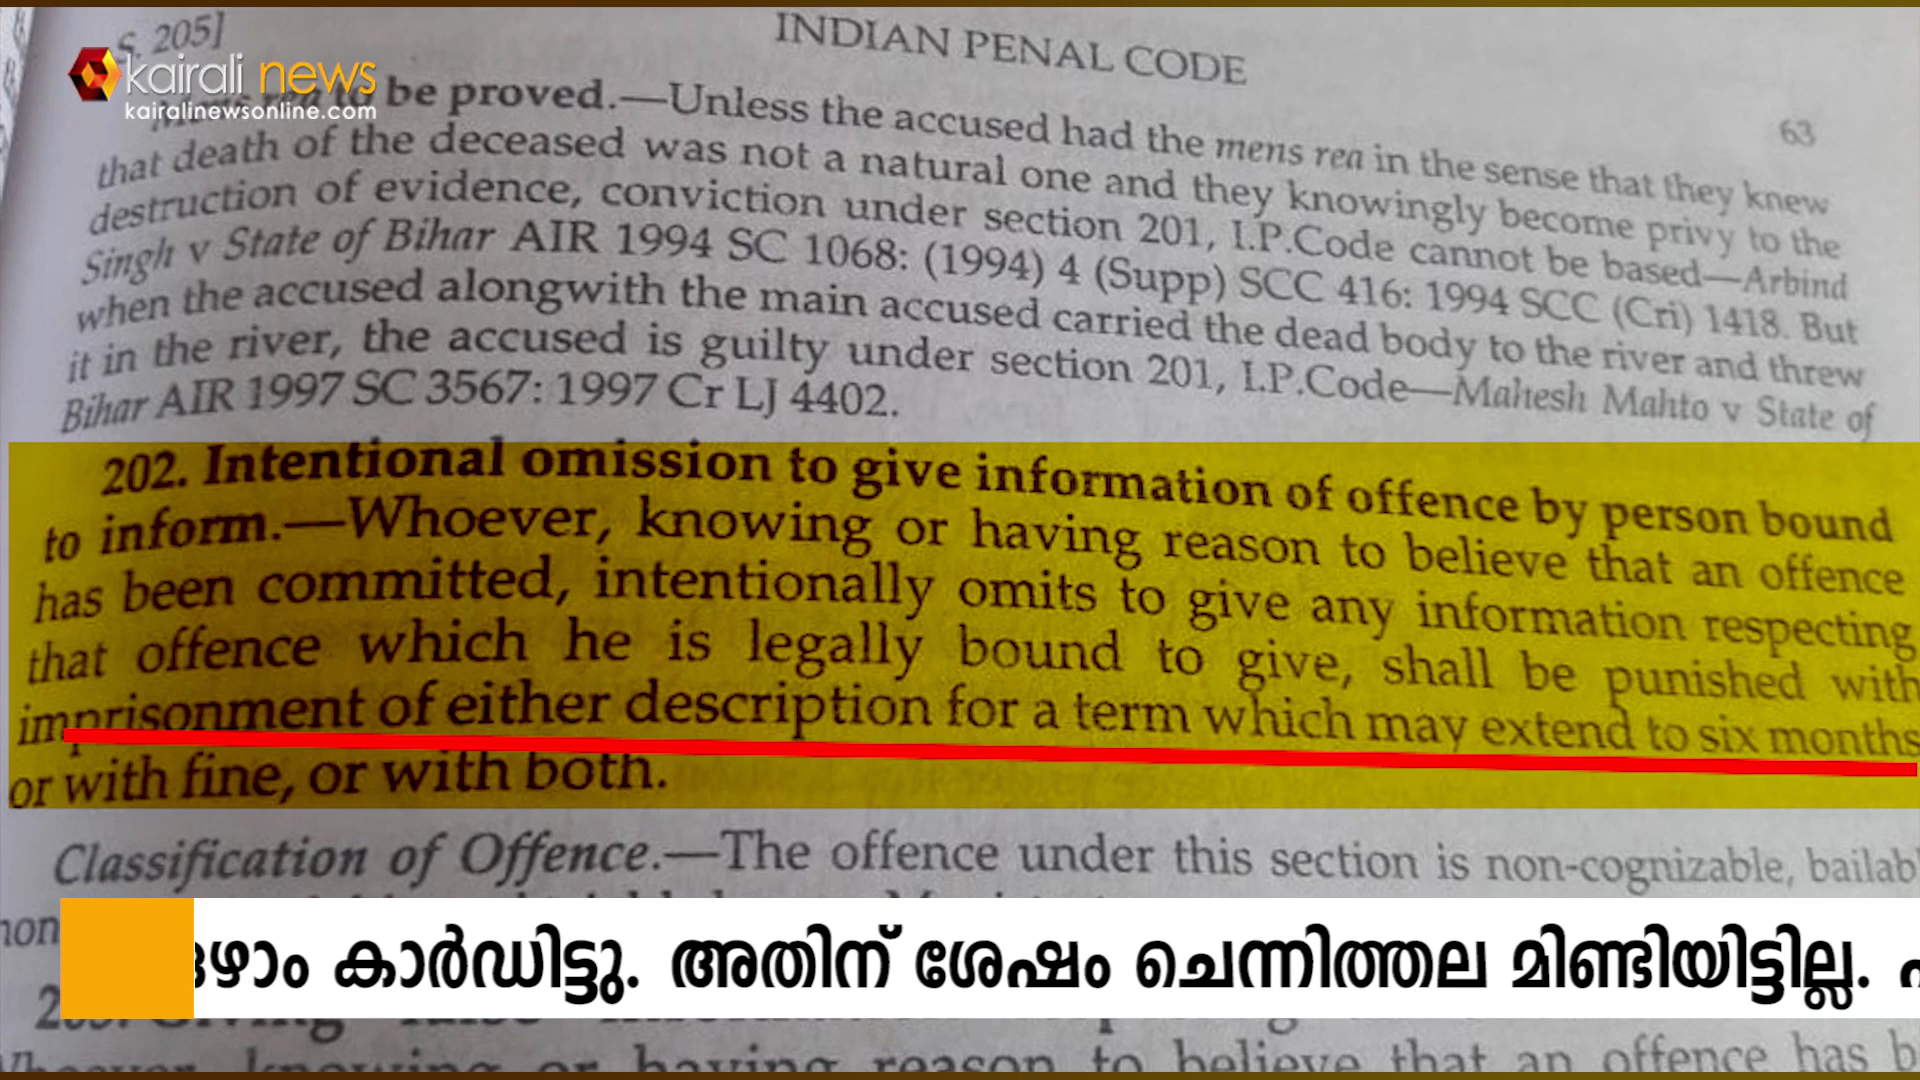 S. 205]
INDIAN PENAL CODE
63
kairali news
kairalinewsonline.com
be proved.—Unless the accused had the mens rea in the sense that they knew
that death of the deceased was not a natural one and they knowingly become privy to the
destruction of evidence, conviction under section 201, I.P.Code cannot be based—Arbind
Singh v State of Bihar AIR 1994 SC 1068: (1994) 4 (Supp) SCC 416: 1994 SCC (Cri) 1418. But
when the accused alongwith the main accused carried the dead body to the river and threw
it in the river, the accused is guilty under section 201, I.P.Code—Mahesh Mahto v State of
Bihar AIR 1997 SC 3567: 1997 Cr LJ 4402.
202. Intentional omission to give information of offence by person bound
to inform.—Whoever, knowing or having reason to believe that an offence
has been committed, intentionally omits to give any information respecting
that offence which he is legally bound to give, shall be punished with
imprisonment of either description for a term which may extend to six months
or with fine, or with both.
Classification of Offence.—The offence under this section is non-cognizable,
കാർഡിട്ടു. അതിന് ശേഷം ചെന്നിത്തല മിണ്ടിയിട്ടില്ല.
knowing or having reason to believe that an offence has